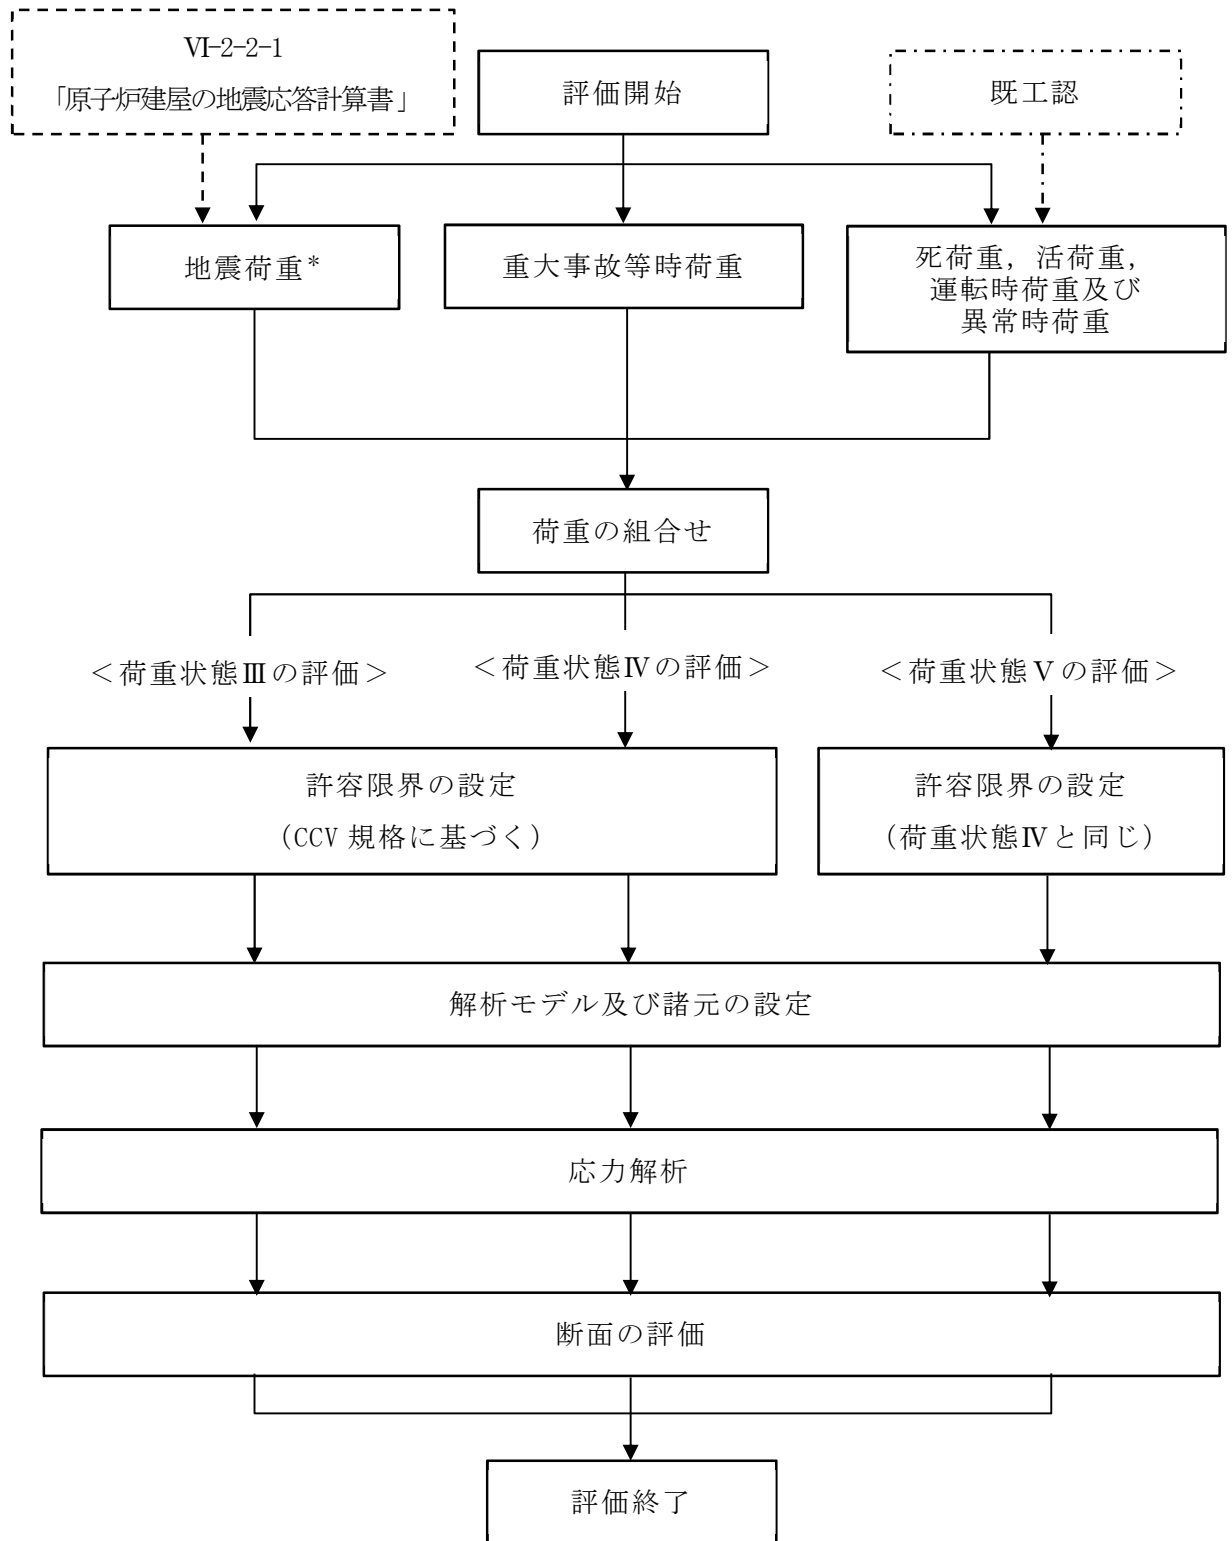 Ⅵ-2-2-1
「原子炉建屋の地震応答計算書」
評価開始
既工認
地震荷重*
重大事故等時荷重
死荷重，活荷重，
運転時荷重及び
異常時荷重
荷重の組合せ
＜荷重状態Ⅲの評価＞
＜荷重状態Ⅳの評価＞
＜荷重状態Ⅴの評価＞
許容限界の設定
（CCV 規格に基づく）
許容限界の設定
（荷重状態Ⅳと同じ）
解析モデル及び諸元の設定
応力解析
断面の評価
評価終了